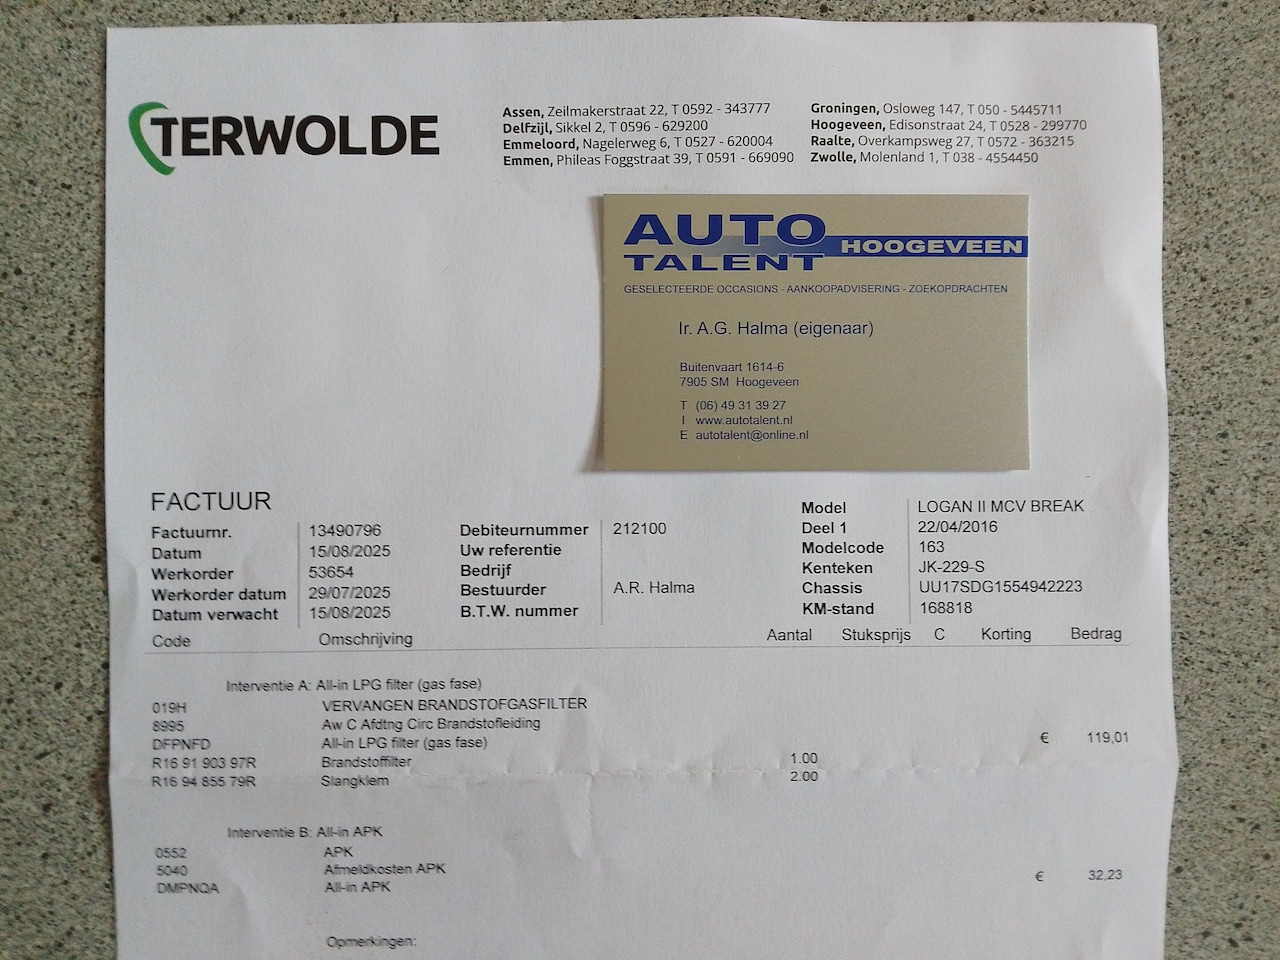 TERWOLDE
Assen, Zeilmakerstraat 22, T 0592 - 343777
Delfzijl, Sikkel 2, T 0596 - 629200
Emmeloord, Nagelerweg 6, T 0527 - 620004
Emmen, Phileas Foggstraat 39, T 0591 - 669090
Groningen, Osloweg 147, T 050 - 5445711
Hoogeveen, Edisonstraat 24, T 0528 - 299770
Raalte, Overkampsweg 27, T 0572 - 363215
Zwolle, Molenland 1, T 038 - 4554450
AUTO
TALENT
HOOGEVEEN
GESELECTEERDE OCCASIONS - AANKOOPADVISERING - ZOEKOPDRACHTEN
Ir. A.G. Halma (eigenaar)
Buitenvaart 1614-6
7905 SM Hoogeveen
T (06) 49 31 39 27
I www.autotalent.nl
E autotalent@online.nl
FACTUUR
Factuurnr. 13490796
Datum 15/08/2025
Werkorder 53654
Werkorder datum 29/07/2025
Datum verwacht 15/08/2025
Debiteurnummer 212100
Uw referentie
Bedrijf
Bestuurder A.R. Halma
B.T.W. nummer
Model LOGAN II MCV BREAK
Deel 1 22/04/2016
Modelcode 163
Kenteken JK-229-S
Chassis UU17SDG1554942223
KM-stand 168818
Code Omschrijving Aantal Stuksprijs C Korting Bedrag
Interventie A: All-in LPG filter (gas fase)
019H VERVANGEN BRANDSTOFGASFILTER
8995 Aw C Afdtng Circ Brandstofleiding
DFPNFD All-in LPG filter (gas fase) € 119,01
R16 91 903 97R Brandstoffilter 1.00
R16 94 855 79R Slangklem 2.00
Interventie B: All-in APK
0552 APK
5040 Afmeldkosten APK
DMPNQA All-in APK € 32,23
Opmerkingen: